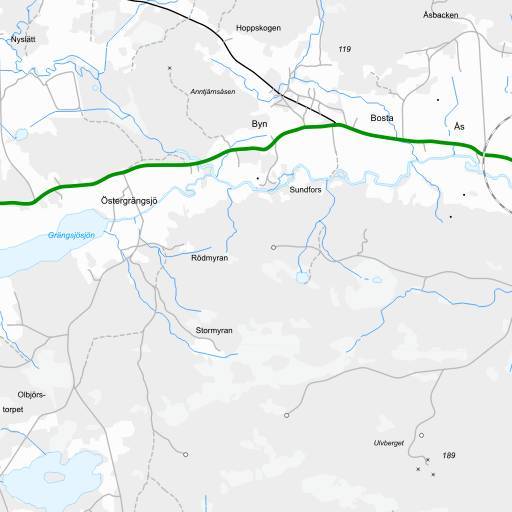 Åsbacken
Hoppskogen
Nyslätt
119
Anntjärnsåsen
Bosta
Byn
Ås
Sundfors
Östergrängsjö
Grängsjösjön
Rödmyran
Stormyran
Olbjörs-
torpet
Ulvberget
189